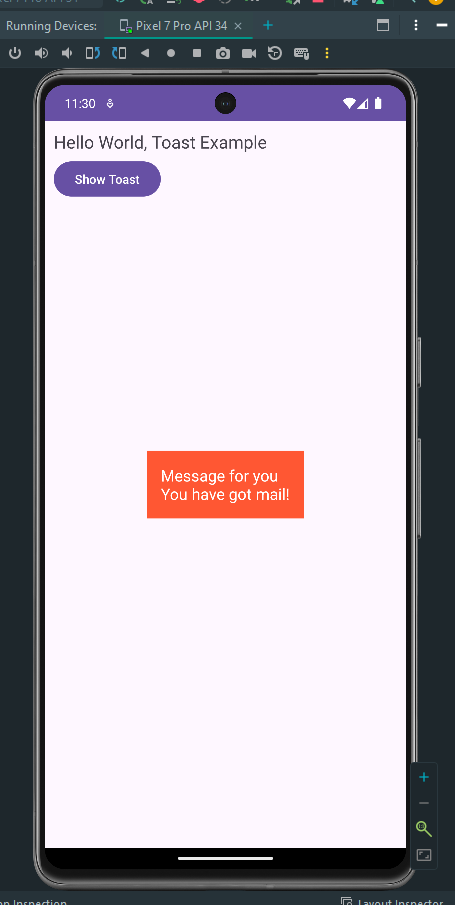 Running Devices:
Pixel 7 Pro API 34
11:30
Hello World, Toast Example
Show Toast
Message for you
You have got mail!
Inspection
Layout Inspector